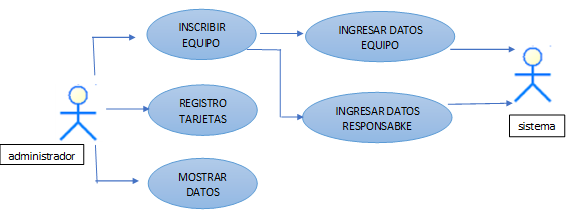 INSCRIBIR
EQUIPO
INGRESAR DATOS
EQUIPO
REGISTRO
TARJETAS
INGRESAR DATOS
RESPONSABKE
sistema
administrador
MOSTRAR
DATOS